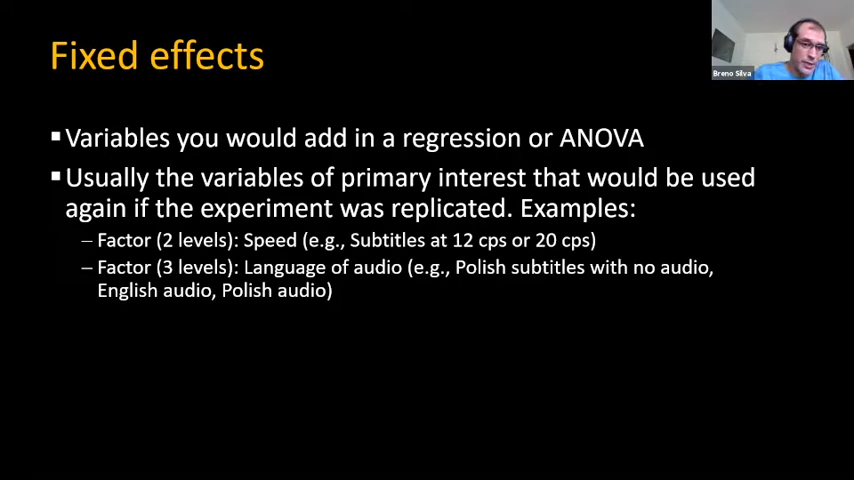 Fixed effects
Breno Silva
▪Variables you would add in a regression or ANOVA
▪Usually the variables of primary interest that would be used
again if the experiment was replicated. Examples:
– Factor (2 levels): Speed (e.g., Subtitles at 12 cps or 20 cps)
– Factor (3 levels): Language of audio (e.g., Polish subtitles with no audio,
English audio, Polish audio)